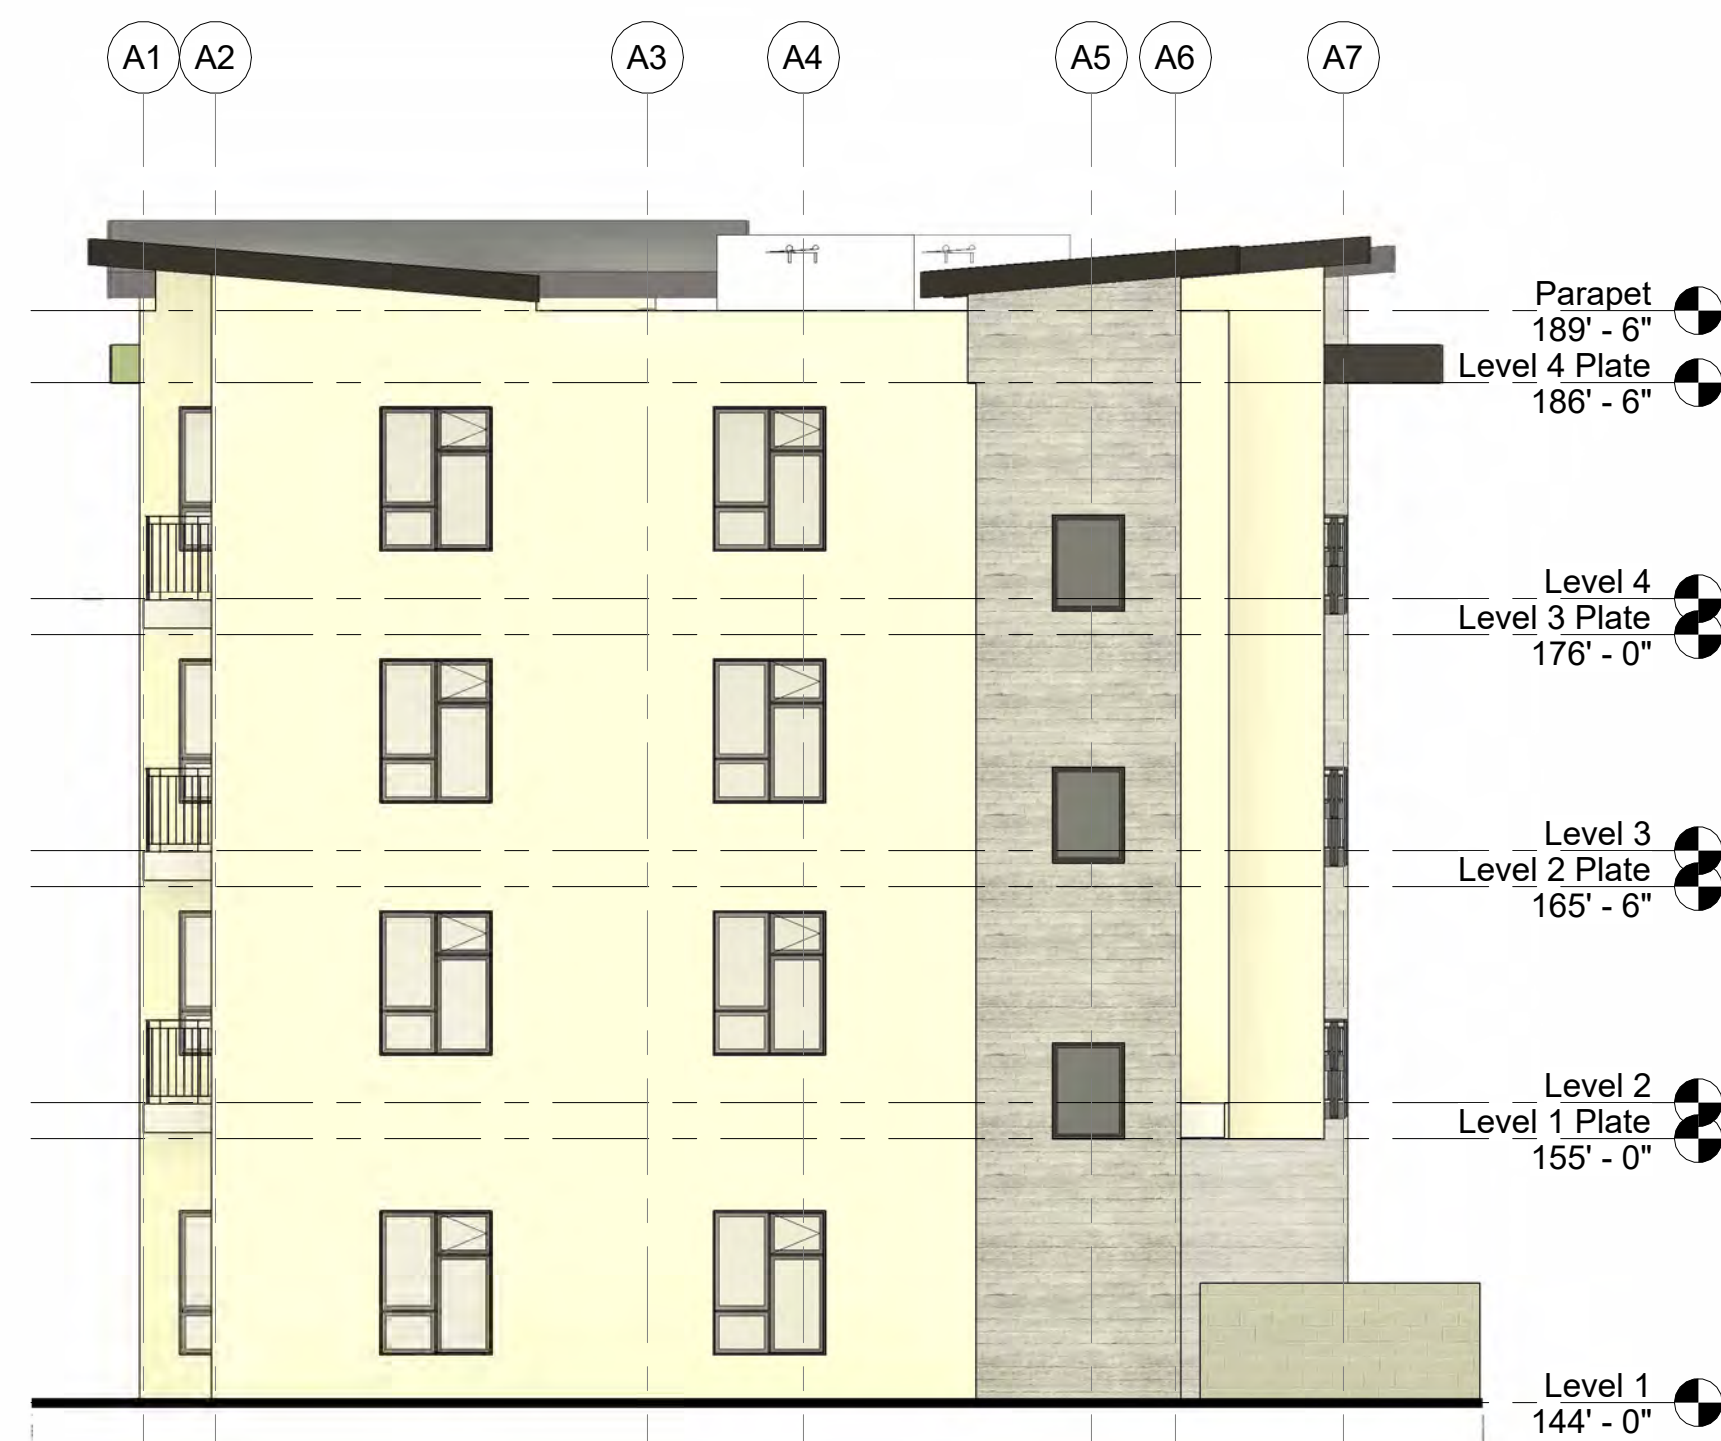 A1 A2 A3 A4 A5 A6 A7
Parapet
189' - 6"
Level 4 Plate
186' - 6"
Level 4
Level 3 Plate
176' - 0"
Level 3
Level 2 Plate
165' - 6"
Level 2
Level 1 Plate
155' - 0"
Level 1
144' - 0"